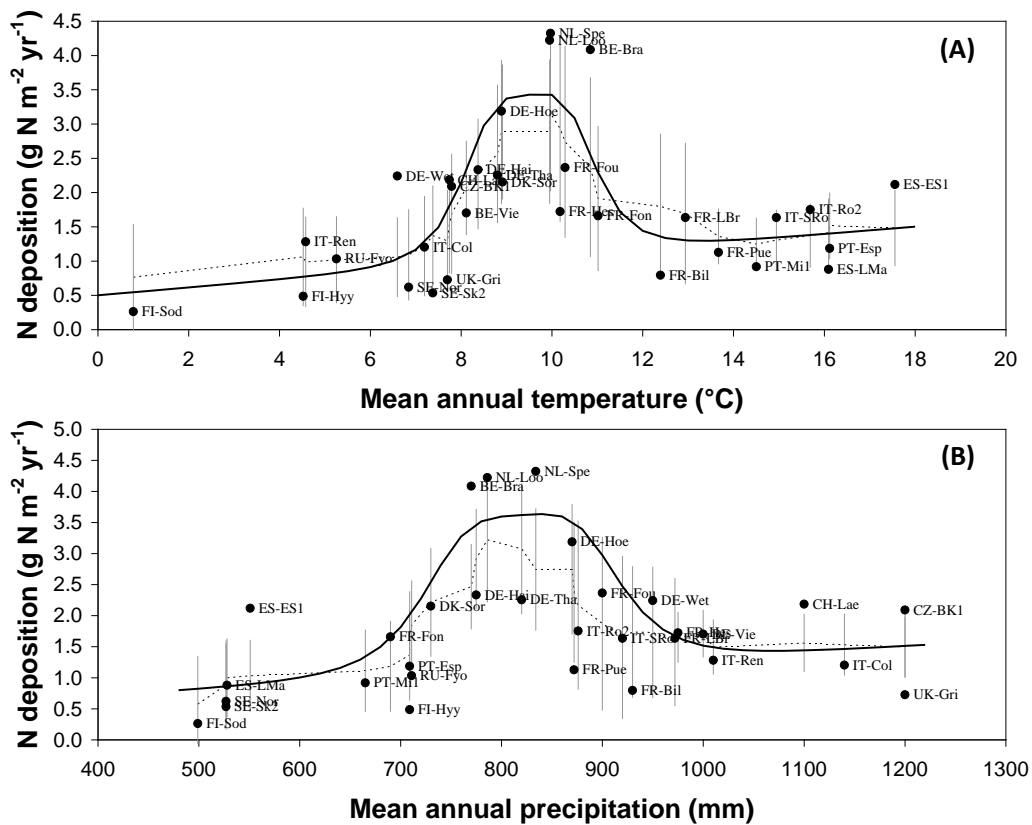 (A)
N deposition (g N m-2 yr-1)
4.5
4.0
3.5
3.0
2.5
2.0
1.5
1.0
0.5
0.0
NL-Spe
NL-Loo
BE-Bra
DE-Hoe
DE-Wet
DE-Hai
DE-Tha
CZ-BK1
DK-Sor
FR-Fou
ES-ES1
BE-Vie
FR-Hes
FR-Fon
FR-LBr
IT-SRo
IT-Ro2
IT-Ren
IT-Col
RU-Fyo
FR-Pue
PT-Esp
PT-Mi1
ES-LMa
UK-Gri
FR-Bil
SE-Nor
SE-Sk2
FI-Hyy
FI-Sod
0 2 4 6 8 10 12 14 16 18 20
Mean annual temperature (°C)
(B)
N deposition (g N m-2 yr-1)
5.0
4.5
4.0
3.5
3.0
2.5
2.0
1.5
1.0
0.5
0.0
NL-Spe
NL-Loo
BE-Bra
DE-Hoe
DE-Hai
DE-Tha
FR-Fou
DE-Wet
CH-Lae
CZ-BK1
ES-ES1
DK-Sor
FR-Fon
IT-Ro2
IT-SRo
FR-LBr
BE-Vie
IT-Ren
IT-Col
PT-Esp
RU-Fyo
FR-Pue
PT-Mi1
ES-LMa
FR-Bil
UK-Gri
SE-Nor
SE-Sk2
FI-Hyy
FI-Sod
400 500 600 700 800 900 1000 1100 1200 1300
Mean annual precipitation (mm)